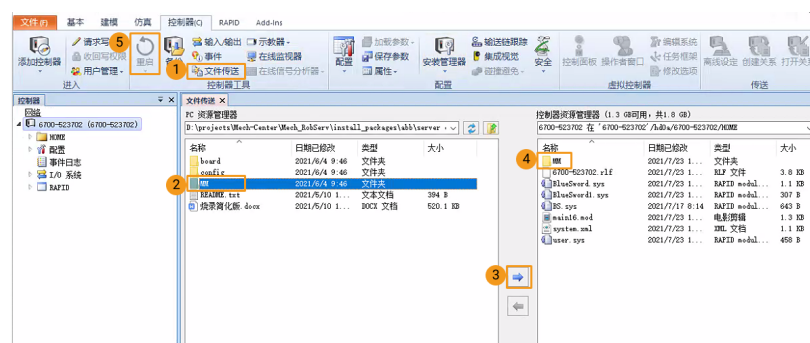 文件(F) 基本 建模 仿真 控制器(C) RAPID Add-Ins
请求写 5 输入/输出 示教器 加载参数 输送链跟踪 编辑系统
收回写权限 事件 在线监视器 保存参数 集成视觉 任务框架
用户管理 1 文件传送 在线信号分析器 属性 碰撞避免 修改选项
添加控制器 重启 配置 安装管理器 安全 控制面板 操作者窗口 离线设定 创建关系 打开关
进入 控制器工具 配置 虚拟控制器 传送
控制器 文件传送 X
网络 PC 资源管理器 控制器资源管理器 (1.3 GB可用, 共1.8 GB)
6700-523702 (6700-523702) D:\projects\Mech-Center\Mech_RobServ\install_packages\abb\server 6700-523702 在 '6700-523702'/hd0a/6700-523702/HOME
HOME
配置
事件日志
I/O 系统
RAPID
名称 日期已修改 类型 大小
board 2021/6/4 9:46 文件夹
config 2021/6/4 9:46 文件夹
2 MM 2021/6/4 9:46 文件夹
README.txt 2021/5/10 1... 文本文档 394 B
烧录简化版.docx 2021/5/10 1... DOCX 文档 520.1 KB
3
名称 日期已修改 类型 大小
4 MM 2021/7/23 1... 文件夹
6700-523702.rlf 2021/7/23 1... RLF 文件 3.8 KB
BlueSword.sys 2021/7/23 1... RAPID modul... 1.1 KB
BlueSword1.sys 2021/7/23 1... RAPID modul... 307 B
BS.sys 2021/7/17 8:14 RAPID modul... 643 B
main16.mod 2021/7/23 1... 电影剪辑 1.3 KB
system.xml 2021/7/23 1... XML 文档 1.1 KB
user.sys 2021/7/23 1... RAPID modul... 458 B